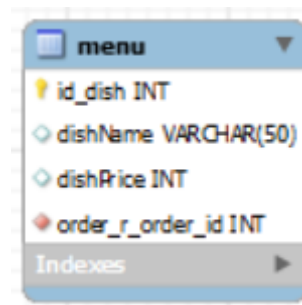 menu
id_dish INT
dishName VARCHAR(50)
dishPrice INT
order_r_order_id INT
Indexes